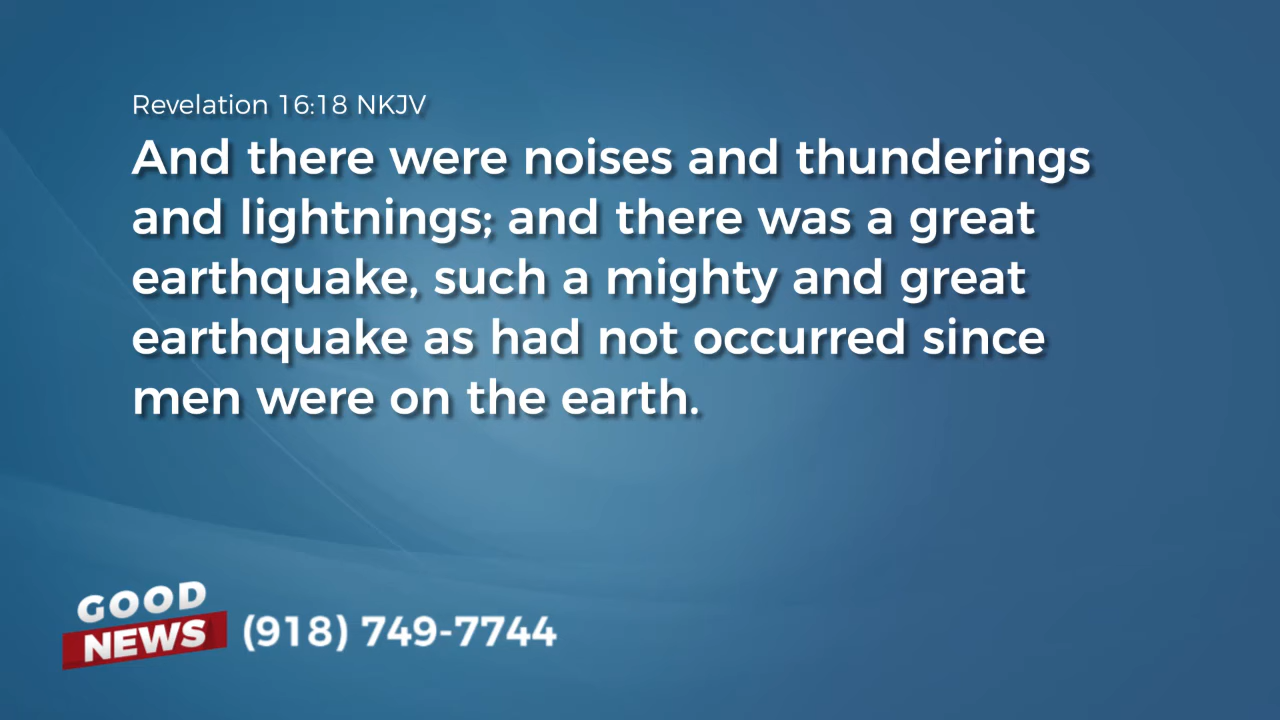 Revelation 16:18 NKJV
And there were noises and thunderings
and lightnings; and there was a great
earthquake, such a mighty and great
earthquake as had not occurred since
men were on the earth.
GOOD
NEWS
(918) 749-7744